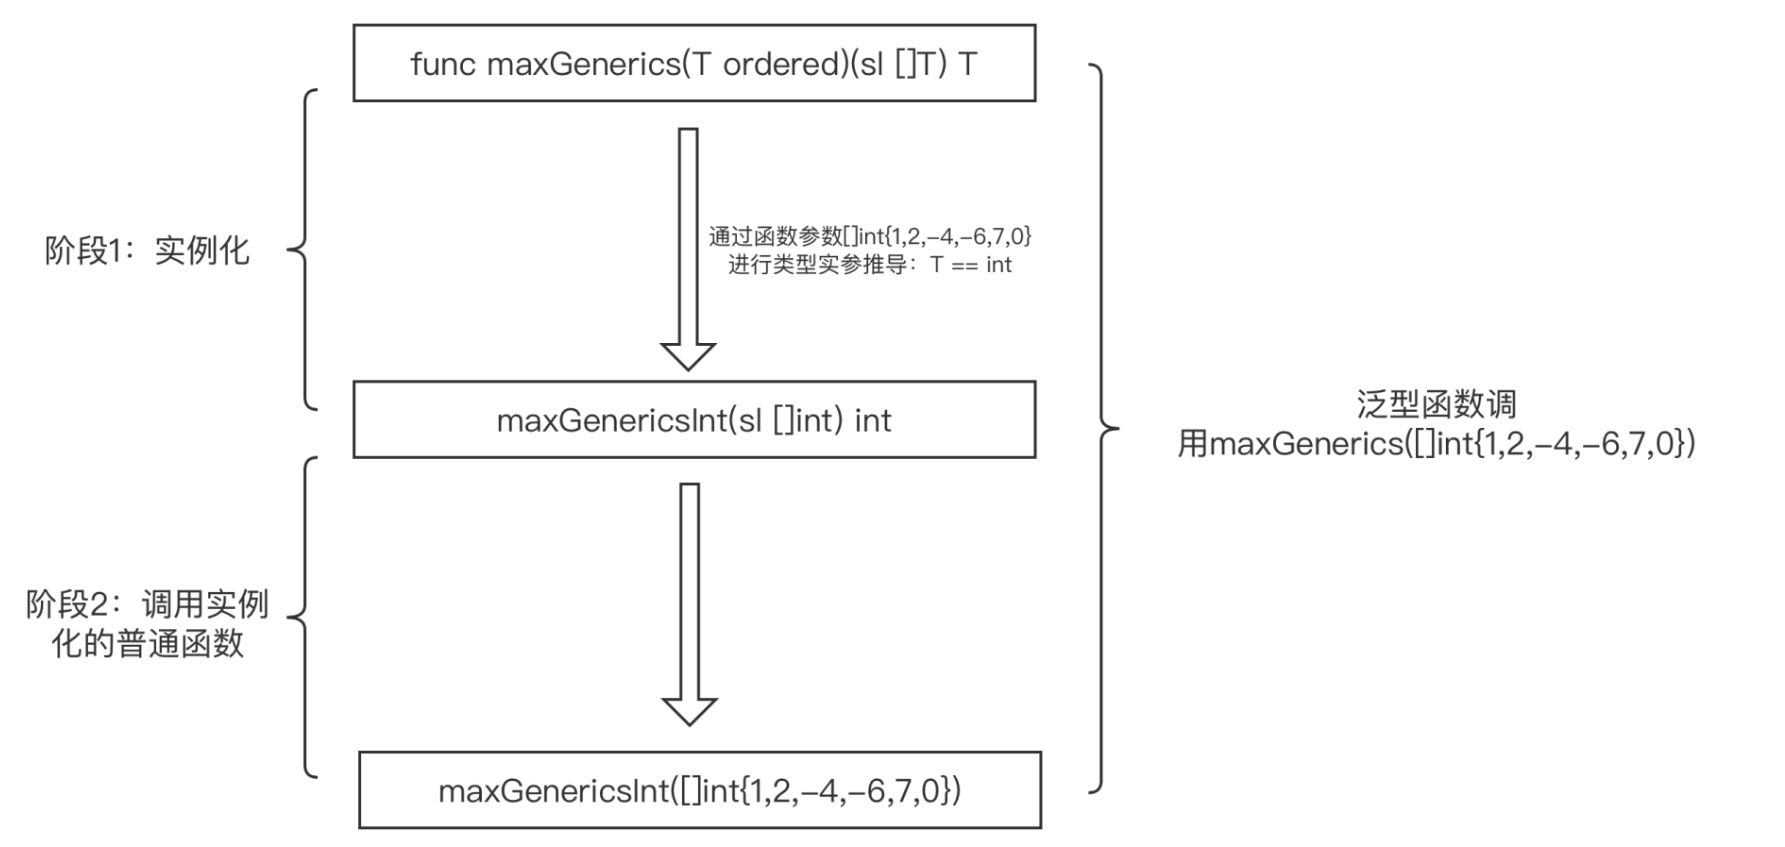 func maxGenerics(T ordered)(sl []T) T
阶段1：实例化
通过函数参数[]int{1,2,-4,-6,7,0}
进行类型实参推导：T == int
maxGenericsInt(sl []int) int
泛型函数调
用maxGenerics([]int{1,2,-4,-6,7,0})
阶段2：调用实例
化的普通函数
maxGenericsInt([]int{1,2,-4,-6,7,0})